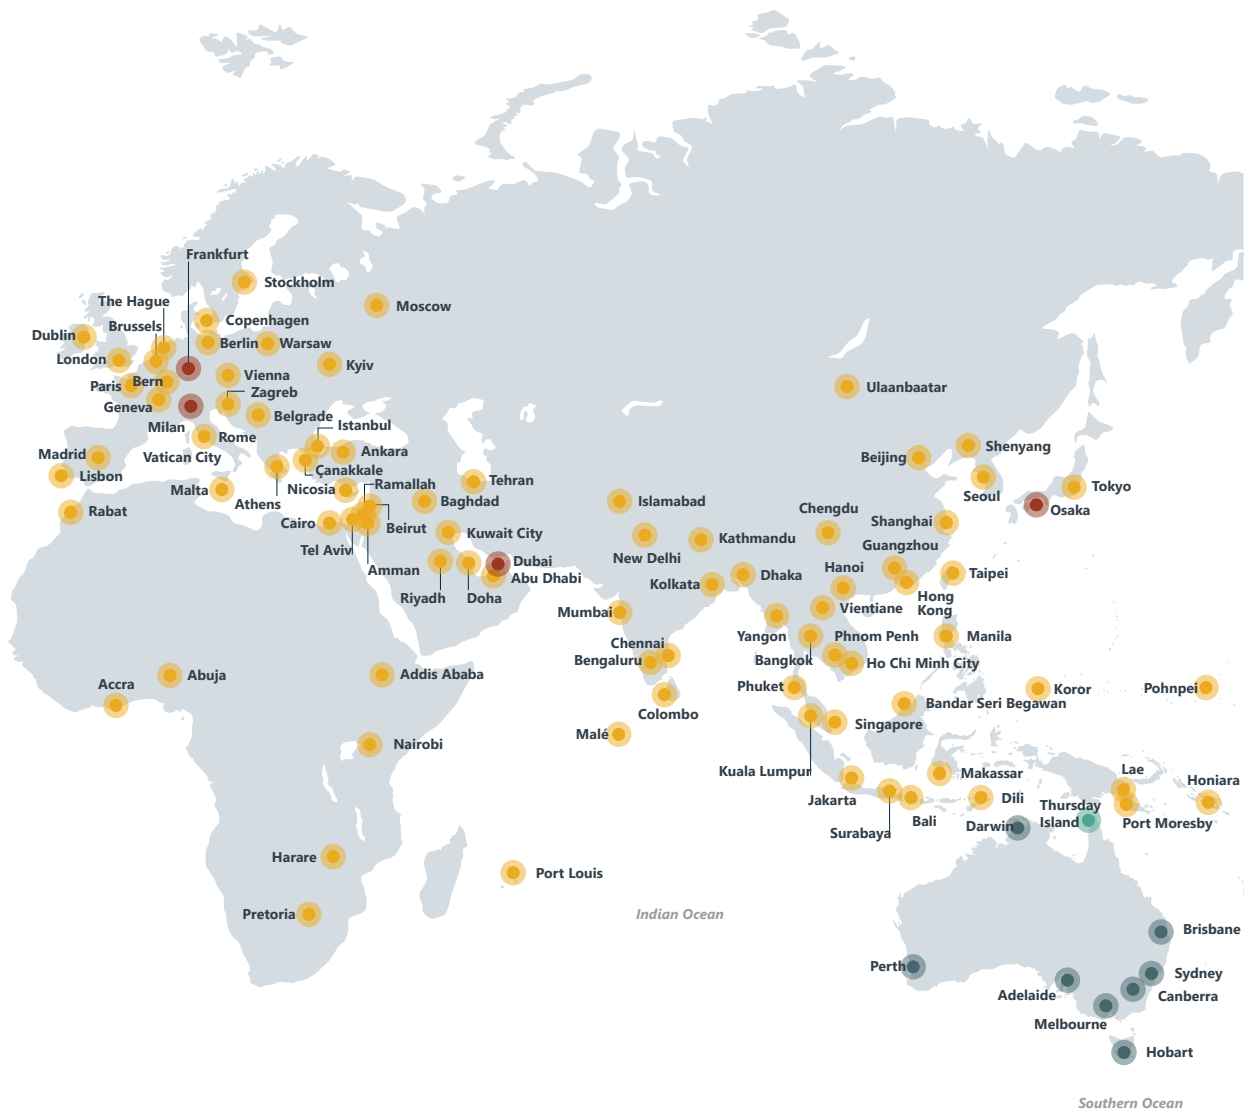 Frankfurt
Stockholm
The Hague
Moscow
Copenhagen
Brussels
Dublin
Berlin
Warsaw
London
Kyiv
Vienna
Bern
Paris
Ulaanbaatar
Zagreb
Geneva
Belgrade
Milan
Istanbul
Rome
Shenyang
Ankara
Madrid
Vatican City
Beijing
Çanakkale
Lisbon
Ramallah
Tehran
Tokyo
Malta
Nicosia
Seoul
Athens
Baghdad
Islamabad
Chengdu
Osaka
Rabat
Cairo
Beirut
Shanghai
Kuwait City
Kathmandu
Guangzhou
Tel Aviv
New Delhi
Dubai
Hanoi
Amman
Abu Dhabi
Dhaka
Taipei
Kolkata
Riyadh
Doha
Hong
Kong
Vientiane
Mumbai
Yangon
Phnom Penh
Manila
Chennai
Bengaluru
Bangkok
Ho Chi Minh City
Abuja
Addis Ababa
Accra
Phuket
Koror
Pohnpei
Bandar Seri Begawan
Colombo
Singapore
Malé
Nairobi
Kuala Lumpur
Makassar
Lae
Honiara
Jakarta
Dili
Thursday
Island
Bali
Darwin
Port Moresby
Surabaya
Harare
Port Louis
Pretoria
Indian Ocean
Brisbane
Perth
Sydney
Adelaide
Canberra
Melbourne
Hobart
Southern Ocean